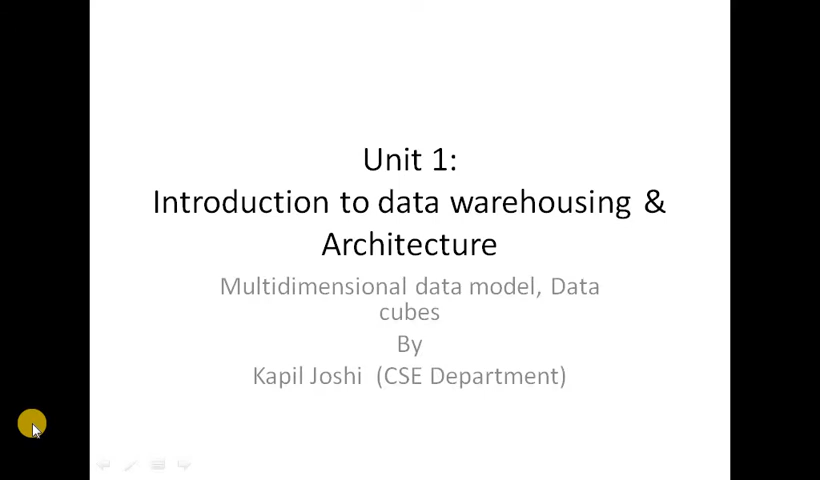 Unit 1:
Introduction to data warehousing &
Architecture
Multidimensional data model, Data
cubes
By
Kapil Joshi (CSE Department)